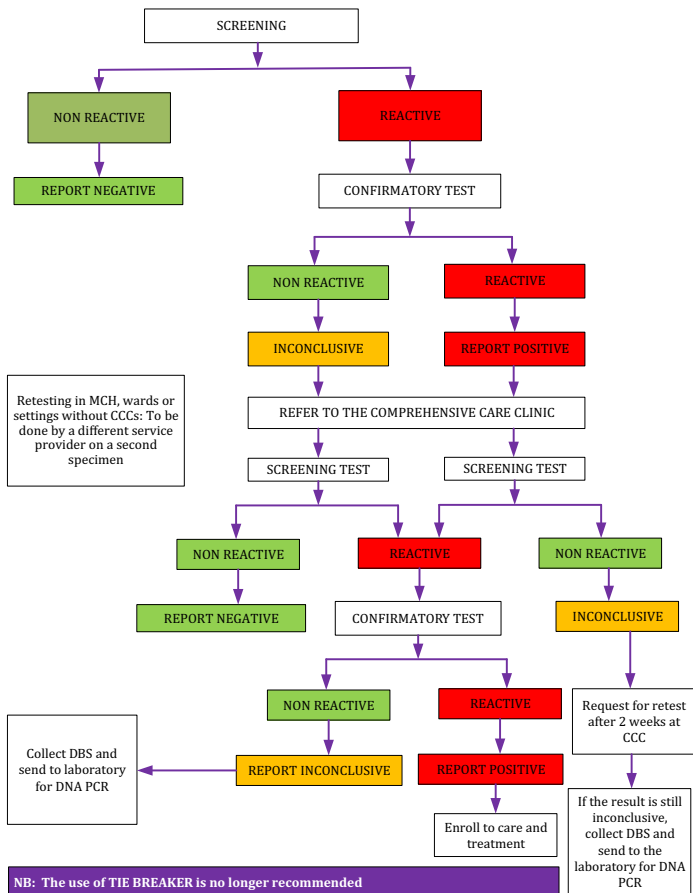 SCREENING
NON REACTIVE
REACTIVE
REPORT NEGATIVE
CONFIRMATORY TEST
NON REACTIVE
REACTIVE
INCONCLUSIVE
REPORT POSITIVE
Retesting in MCH, wards or
settings without CCCs: To be
done by a different service
provider on a second
specimen
REFER TO THE COMPREHENSIVE CARE CLINIC
SCREENING TEST
SCREENING TEST
NON REACTIVE
REACTIVE
NON REACTIVE
REPORT NEGATIVE
CONFIRMATORY TEST
INCONCLUSIVE
NON REACTIVE
REACTIVE
Request for retest
after 2 weeks at
CCC
Collect DBS and
send to laboratory
for DNA PCR
REPORT INCONCLUSIVE
REPORT POSITIVE
Enroll to care and
treatment
If the result is still
inconclusive,
collect DBS and
send to the
laboratory for DNA
PCR
NB: The use of TIE BREAKER is no longer recommended